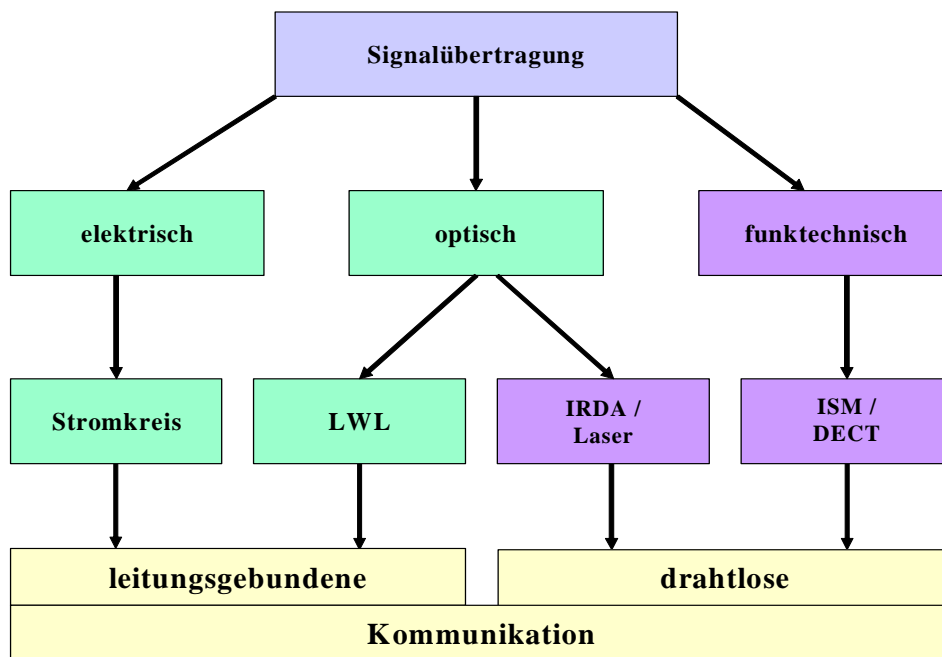 Signalübertragung
elektrisch
optisch
funktechnisch
Stromkreis
LWL
IRDA /
Laser
ISM /
DECT
leitungsgebundene
drahtlose
Kommunikation